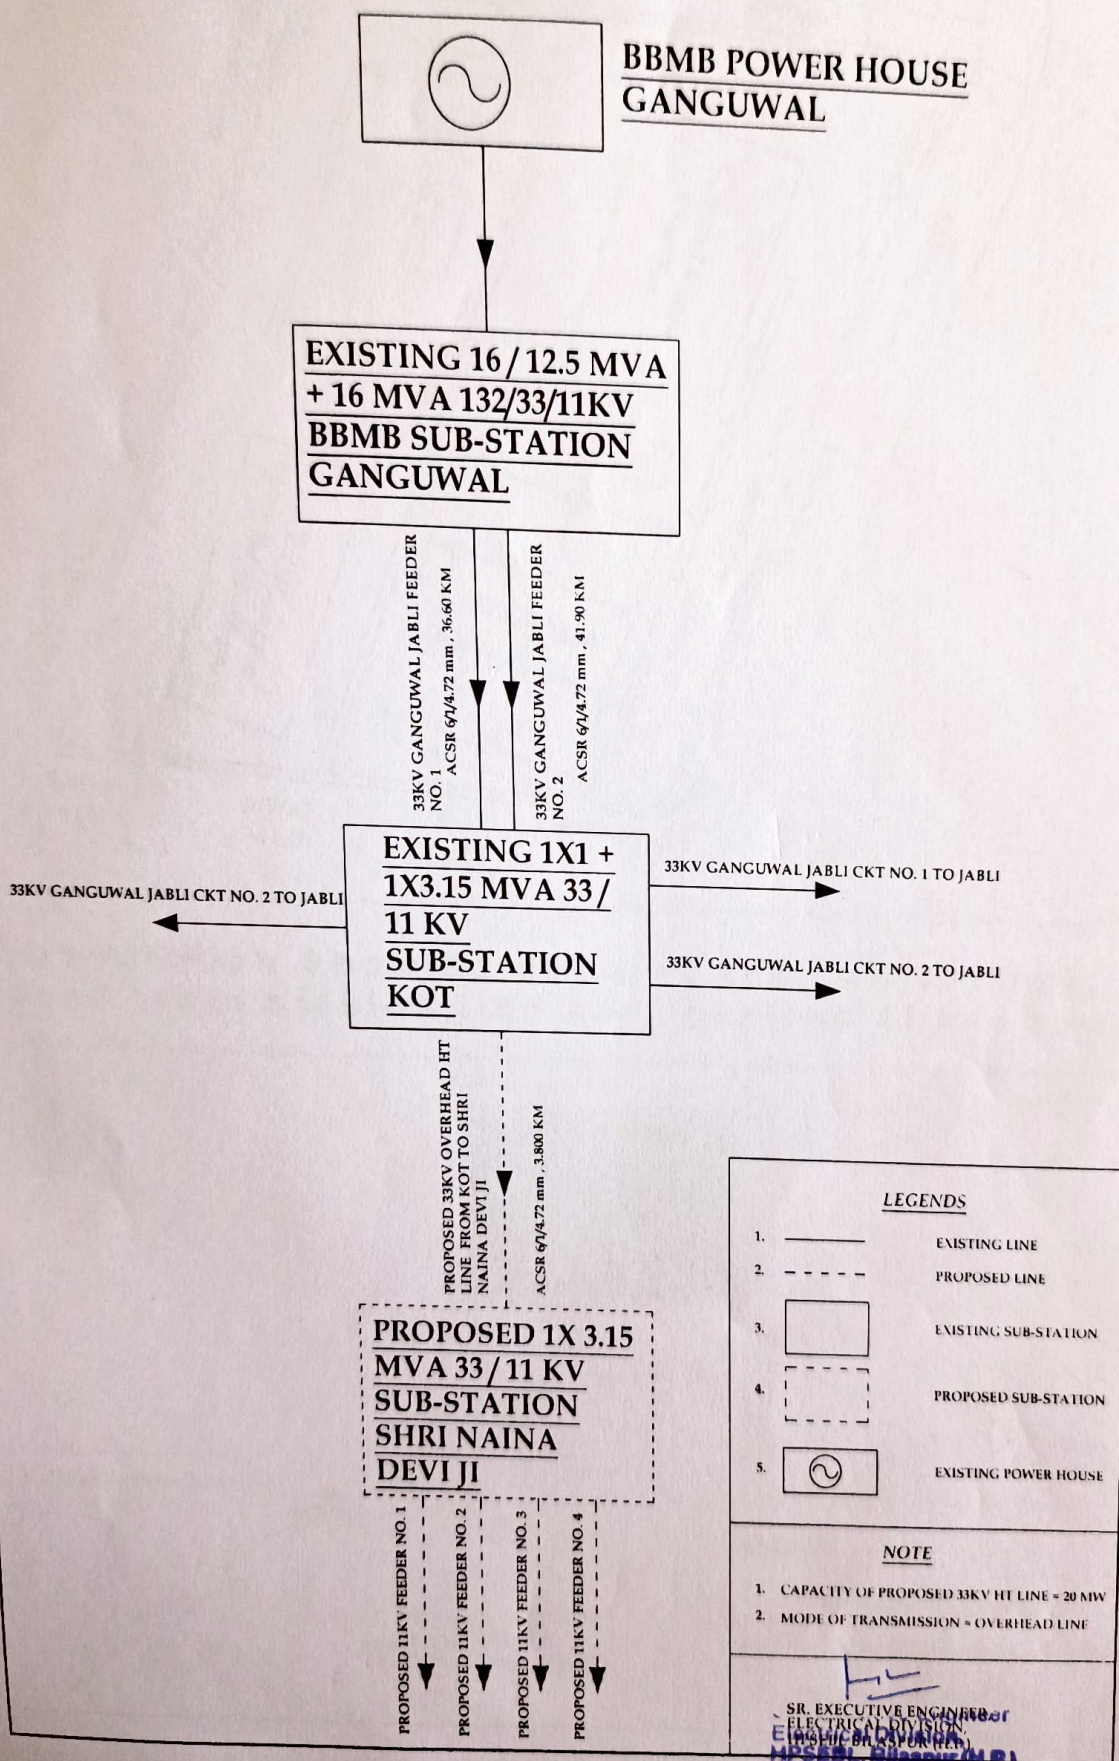 BBMB POWER HOUSE
GANGUWAL
EXISTING 16 / 12.5 MVA
+ 16 MVA 132/33/11KV
BBMB SUB-STATION
GANGUWAL
33KV GANGUWAL JABLI FEEDER
NO. 1
ACSR 6/1/4.72 mm , 36.60 KM
33KV GANGUWAL JABLI FEEDER
NO. 2
ACSR 6/1/4.72 mm , 41.90 KM
EXISTING 1X1 +
1X3.15 MVA 33 /
11 KV
SUB-STATION
KOT
33KV GANGUWAL JABLI CKT NO. 2 TO JABLI
33KV GANGUWAL JABLI CKT NO. 1 TO JABLI
33KV GANGUWAL JABLI CKT NO. 2 TO JABLI
PROPOSED 33KV OVERHEAD HT
LINE FROM KOT TO SHRI
NAINA DEVI JI
ACSR 6/1/4.72 mm , 3.800 KM
PROPOSED 1X 3.15
MVA 33 / 11 KV
SUB-STATION
SHRI NAINA
DEVI JI
PROPOSED 11KV FEEDER NO. 1
PROPOSED 11KV FEEDER NO. 2
PROPOSED 11KV FEEDER NO. 3
PROPOSED 11KV FEEDER NO. 4
LEGENDS
1. EXISTING LINE
2. PROPOSED LINE
3. EXISTING SUB-STATION
4. PROPOSED SUB-STATION
5. EXISTING POWER HOUSE
NOTE
1. CAPACITY OF PROPOSED 33KV HT LINE = 20 MW
2. MODE OF TRANSMISSION = OVERHEAD LINE
SR. EXECUTIVE ENGINEER
ELECTRICAL DIVISION,
HPSEBL BILASPUR (H.P.)
Electrical Division
HPSEBL Bilaspur (H.P.)